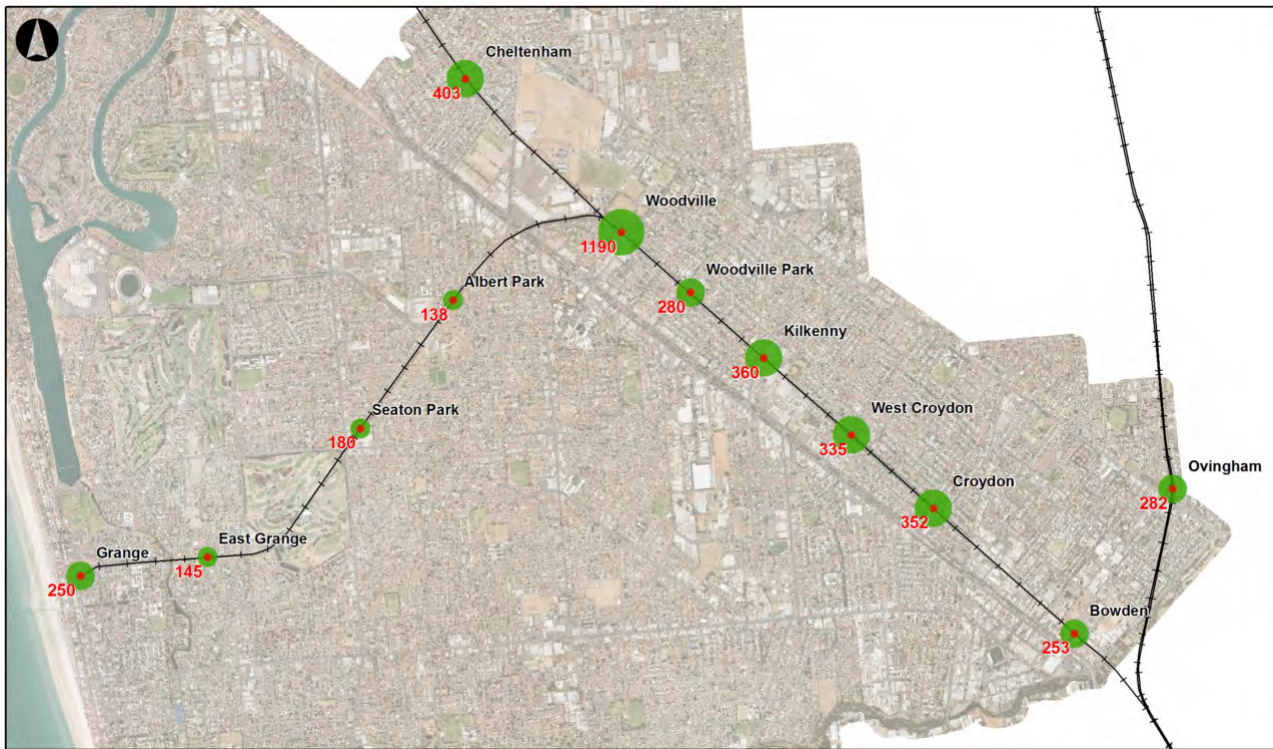 Cheltenham
403
Woodville
1190
Woodville Park
280
Albert Park
138
Kilkenny
360
West Croydon
335
Seaton Park
180
Croydon
352
Ovingham
282
East Grange
145
Grange
250
Bowden
253